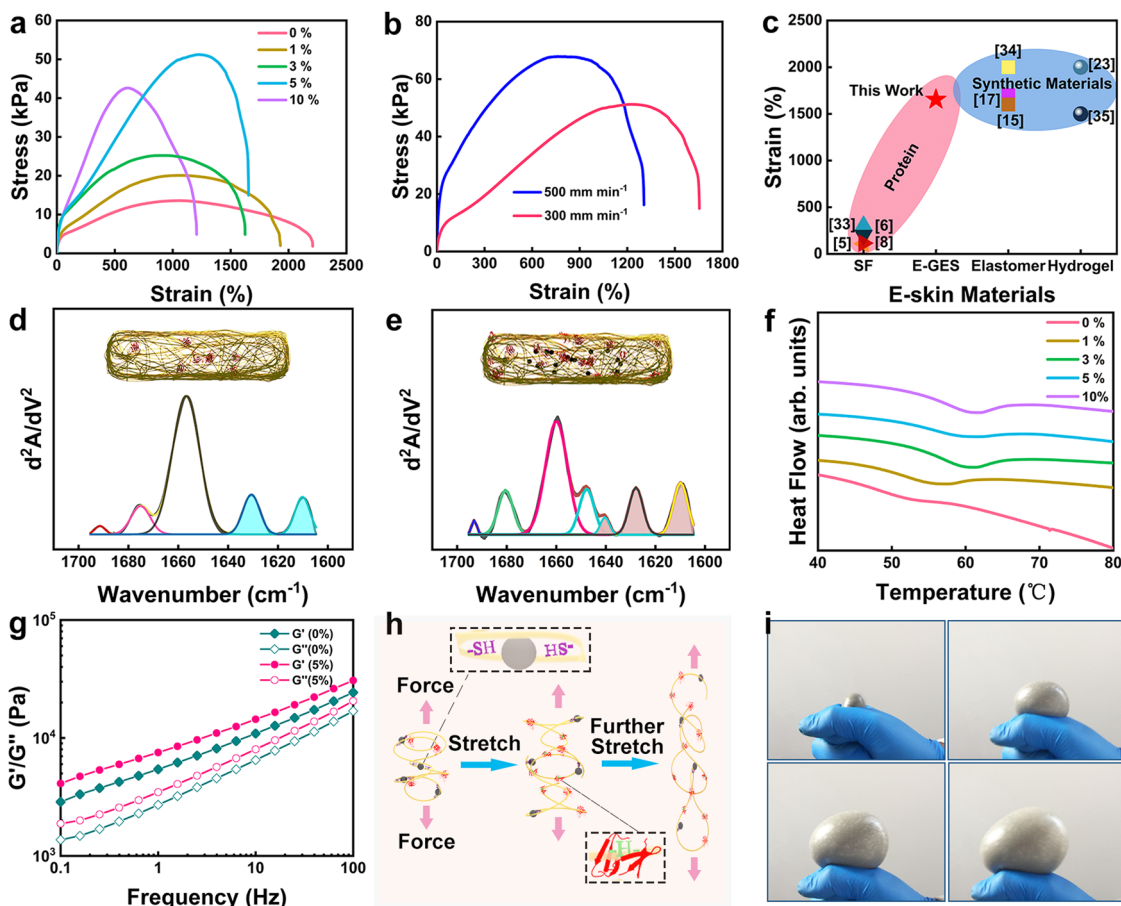 a
Stress (kPa)
60
50
40
30
20
10
0
0 %
1 %
3 %
5 %
10 %
0 500 1000 1500 2000 2500
Strain (%)
b
Stress (kPa)
80
60
40
20
0
500 mm min⁻¹
300 mm min⁻¹
0 300 600 900 1200 1500 1800
Strain (%)
c
Strain (%)
2500
2000
1500
1000
500
0
[34]
[23]
Synthetic Materials
This Work
[17]
[15]
[35]
Protein
[33] [6]
[5] [8]
SF E-GES Elastomer Hydrogel
E-skin Materials
d
d²A/dV²
1700 1680 1660 1640 1620 1600
Wavenumber (cm⁻¹)
e
d²A/dV²
1700 1680 1660 1640 1620 1600
Wavenumber (cm⁻¹)
f
Heat Flow (arb. units)
0 %
1 %
3 %
5 %
10%
40 50 60 70 80
Temperature (℃)
g
G'/G'' (Pa)
10⁵
10⁴
10³
G' (0%)
G''(0%)
G' (5%)
G''(5%)
0.1 1 10 100
Frequency (Hz)
h
-SH HS-
Force
Stretch
Further
Stretch
Force
-H-
i